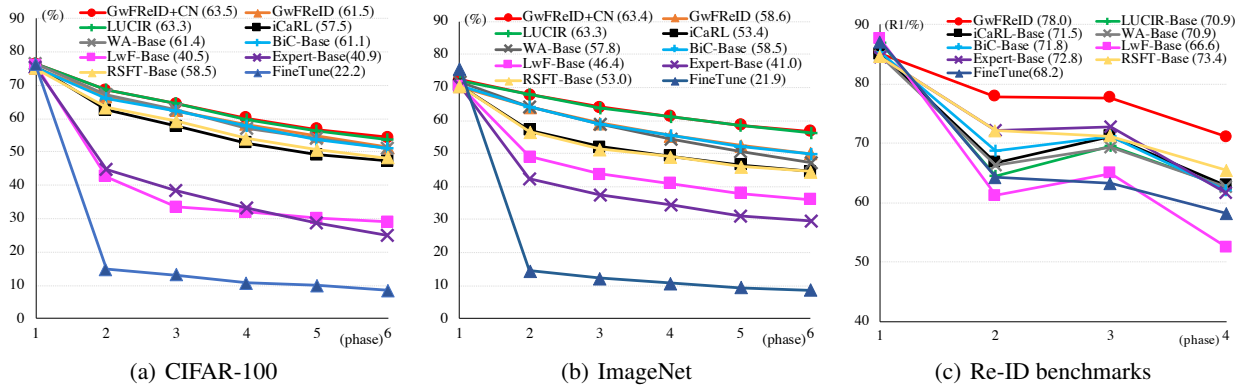 (%)
GwFReID+CN (63.5)
GwFReID (61.5)
LUCIR (63.3)
iCaRL (57.5)
WA-Base (61.4)
BiC-Base (61.1)
LwF-Base (40.5)
Expert-Base(40.9)
RSFT-Base (58.5)
FineTune(22.2)
90
80
70
60
50
40
30
20
10
0
1 2 3 4 5 6
(phase)
(a) CIFAR-100
(%)
GwFReID+CN (63.4)
GwFReID (58.6)
LUCIR (63.3)
iCaRL (53.4)
WA-Base (57.8)
BiC-Base (58.5)
LwF-Base (46.4)
Expert-Base (41.0)
RSFT-Base (53.0)
FineTune (21.9)
90
80
70
60
50
40
30
20
10
0
1 2 3 4 5 6
(phase)
(b) ImageNet
(R1/%)
GwFReID (78.0)
LUCIR-Base (70.9)
iCaRL-Base (71.5)
WA-Base (70.9)
BiC-Base (71.8)
LwF-Base (66.6)
Expert-Base (72.8)
RSFT-Base (73.4)
FineTune(68.2)
90
80
70
60
50
40
1 2 3 4
(phase)
(c) Re-ID benchmarks